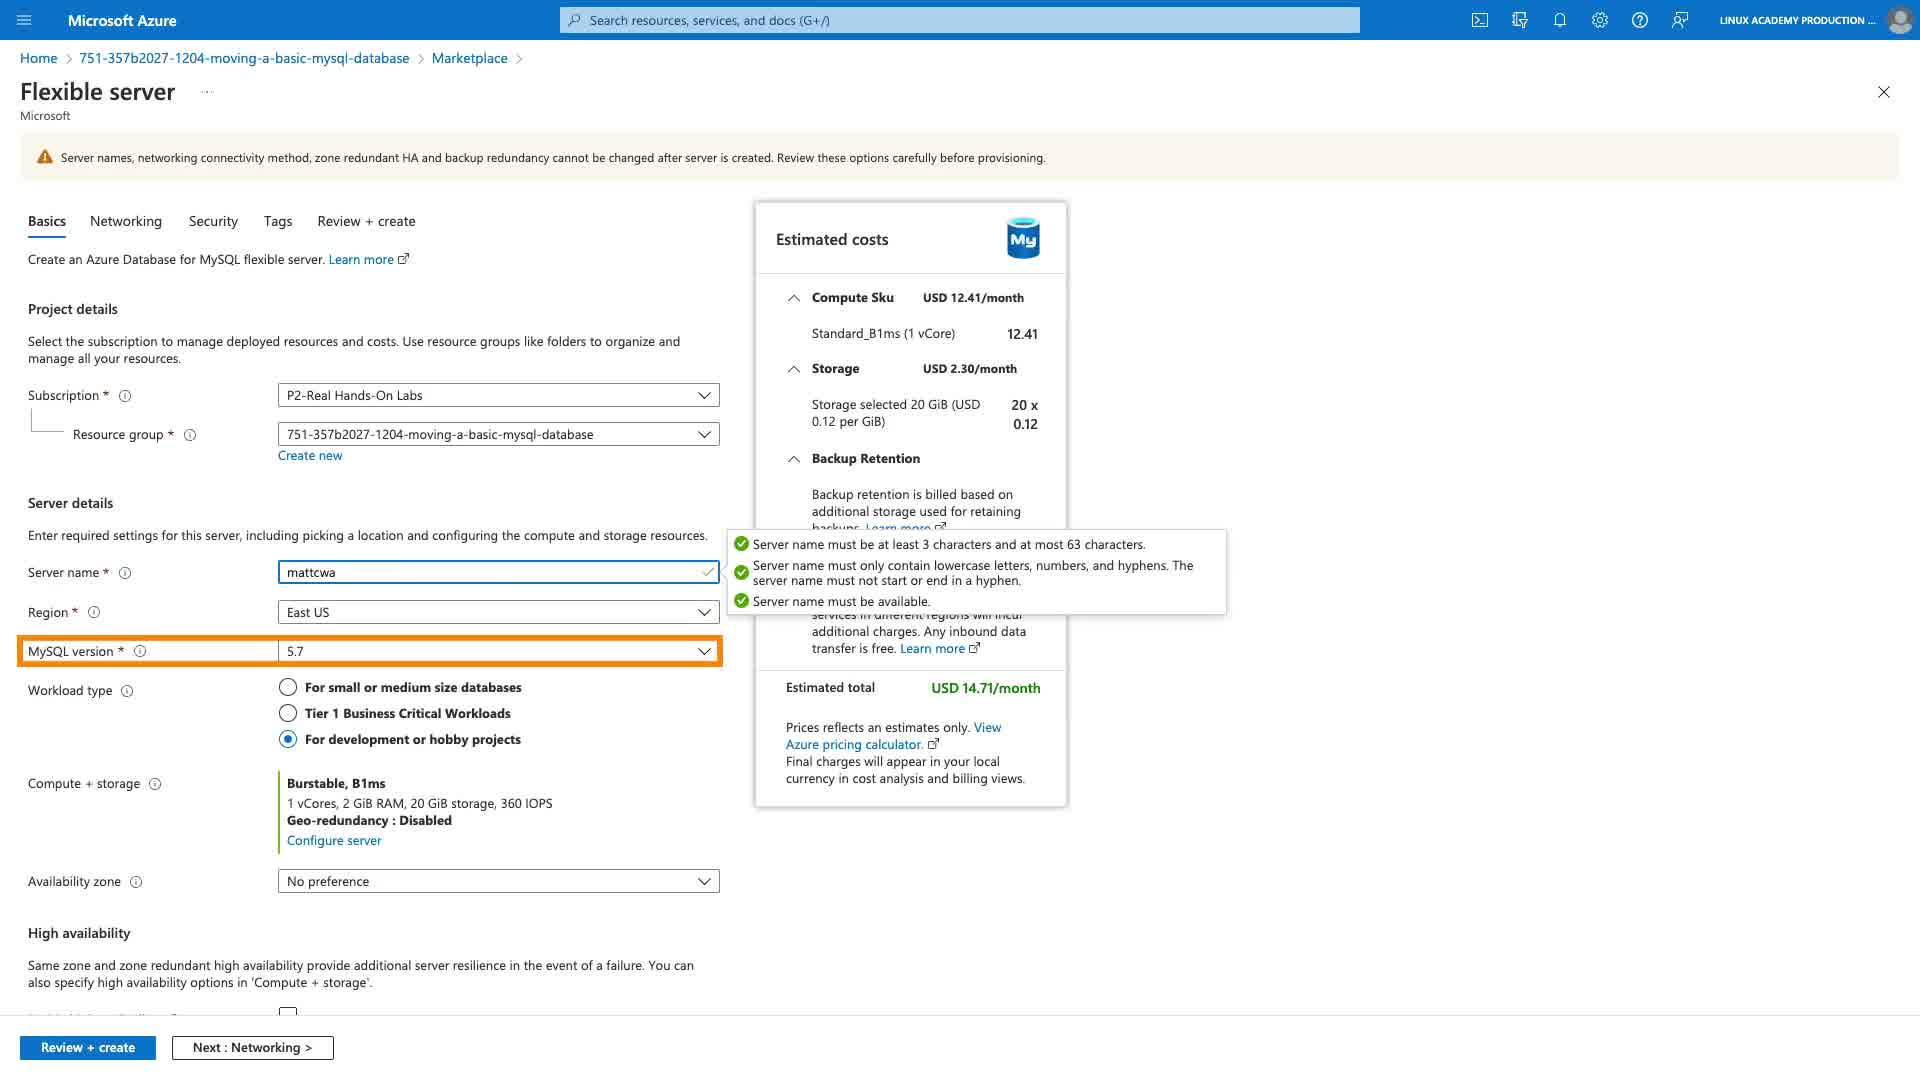 Microsoft Azure
Search resources, services, and docs (G+/)
LINUX ACADEMY PRODUCTION ...
Home > 751-357b2027-1204-moving-a-basic-mysql-database > Marketplace >
Flexible server ...
Microsoft
Server names, networking connectivity method, zone redundant HA and backup redundancy cannot be changed after server is created. Review these options carefully before provisioning.
Basics Networking Security Tags Review + create
Create an Azure Database for MySQL flexible server. Learn more
Project details
Select the subscription to manage deployed resources and costs. Use resource groups like folders to organize and
manage all your resources.
Subscription * P2-Real Hands-On Labs
Resource group * 751-357b2027-1204-moving-a-basic-mysql-database
Create new
Server details
Enter required settings for this server, including picking a location and configuring the compute and storage resources.
Server name * mattcwa
Region * East US
MySQL version * 5.7
Workload type
For small or medium size databases
Tier 1 Business Critical Workloads
For development or hobby projects
Compute + storage
Burstable, B1ms
1 vCores, 2 GiB RAM, 20 GiB storage, 360 IOPS
Geo-redundancy : Disabled
Configure server
Availability zone No preference
High availability
Same zone and zone redundant high availability provide additional server resilience in the event of a failure. You can
also specify high availability options in 'Compute + storage'.
Review + create
Next : Networking >
Estimated costs
My
Compute Sku USD 12.41/month
Standard_B1ms (1 vCore) 12.41
Storage USD 2.30/month
Storage selected 20 GiB (USD 20 x
0.12 per GiB) 0.12
Backup Retention
Backup retention is billed based on
additional storage used for retaining
backups. Learn more
Server name must be at least 3 characters and at most 63 characters.
Server name must only contain lowercase letters, numbers, and hyphens. The
server name must not start or end in a hyphen.
Server name must be available.
services in different regions will incur
additional charges. Any inbound data
transfer is free. Learn more
Estimated total USD 14.71/month
Prices reflects an estimates only. View
Azure pricing calculator.
Final charges will appear in your local
currency in cost analysis and billing views.